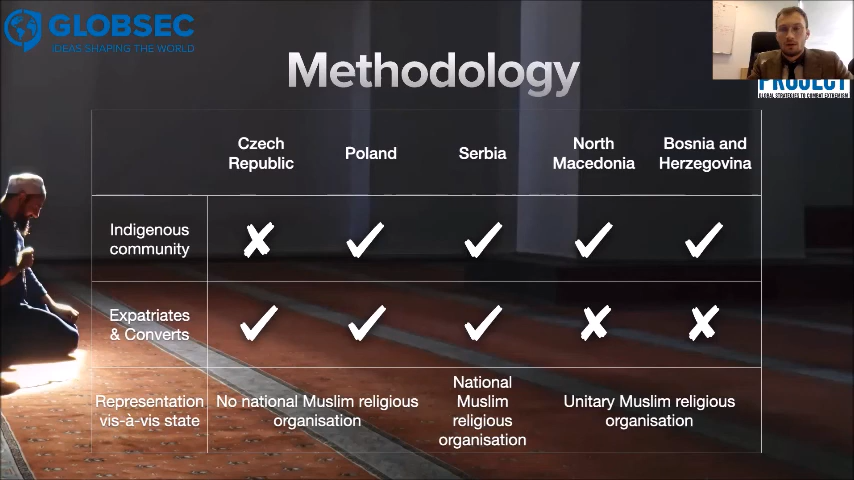 GLOBSEC
IDEAS SHAPING THE WORLD
Methodology
PROJECT
Czech
Republic
Poland
Serbia
North
Macedonia
Bosnia and
Herzegovina
Indigenous
community
✗ ✓ ✓ ✓ ✓
Expatriates
& Converts
✓ ✓ ✓ ✗ ✗
Representation
vis-à-vis state
No national Muslim religious
organisation
National
Muslim
religious
organisation
Unitary Muslim religious
organisation